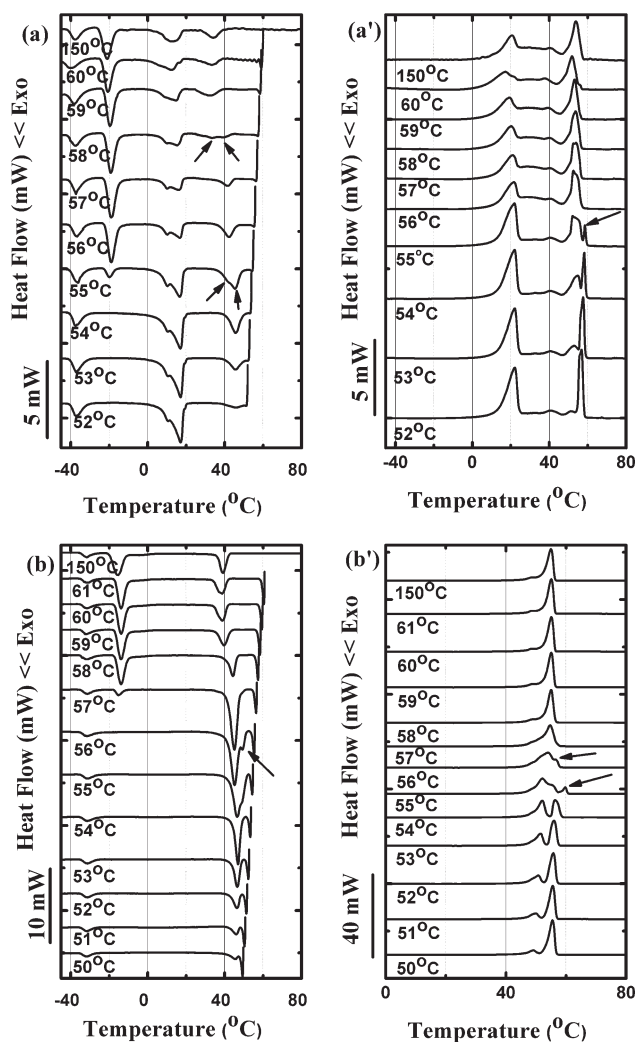 (a)
150°C
60°C
59°C
58°C
57°C
56°C
55°C
54°C
53°C
52°C
Heat Flow (mW) << Exo
5 mW
-40 0 40 80
Temperature (°C)
(a')
150°C
60°C
59°C
58°C
57°C
56°C
55°C
54°C
53°C
52°C
Heat Flow (mW) << Exo
5 mW
0 40 80
Temperature (°C)
(b)
150°C
61°C
60°C
59°C
58°C
57°C
56°C
55°C
54°C
53°C
52°C
51°C
50°C
Heat Flow (mW) << Exo
10 mW
-40 0 40 80
Temperature (°C)
(b')
150°C
61°C
60°C
59°C
58°C
57°C
56°C
55°C
54°C
53°C
52°C
51°C
50°C
Heat Flow (mW) << Exo
40 mW
0 40 80
Temperature (°C)